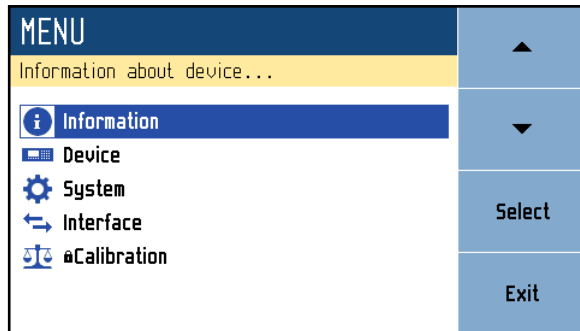 MENU
Information about device...
Information
Device
System
Interface
Calibration
Select
Exit